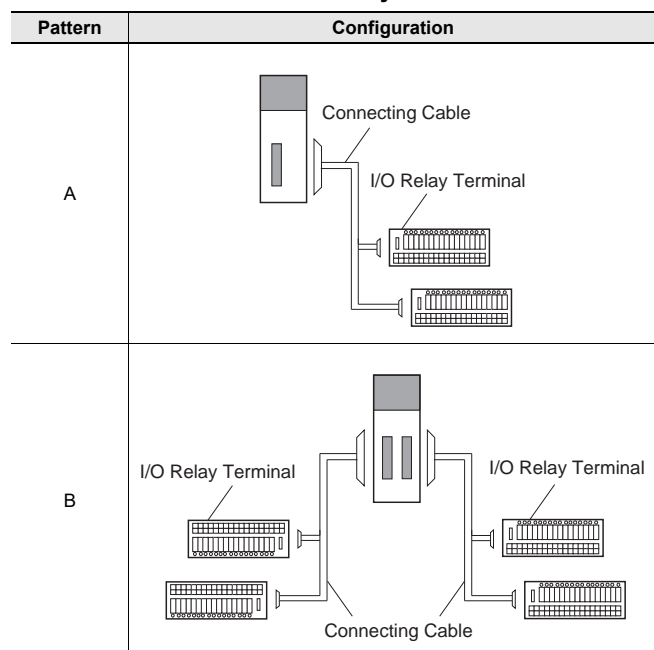 Pattern Configuration
A
Connecting Cable
I/O Relay Terminal
B
I/O Relay Terminal
I/O Relay Terminal
Connecting Cable